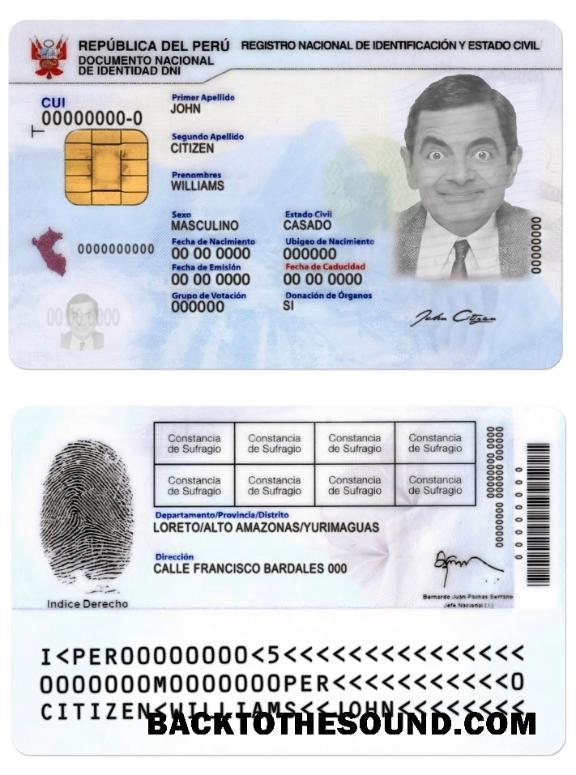 REPÚBLICA DEL PERÚ REGISTRO NACIONAL DE IDENTIFICACIÓN Y ESTADO CIVIL
DOCUMENTO NACIONAL
DE IDENTIDAD DNI
CUI
00000000-0
Primer Apellido
JOHN
Segundo Apellido
CITIZEN
Prenombres
WILLIAMS
Sexo Estado Civil
MASCULINO CASADO
Fecha de Nacimiento Ubigeo de Nacimiento
00 00 0000 000000
Fecha de Emisión Fecha de Caducidad
00 00 0000 00 00 0000
Grupo de Votación Donación de Órganos
000000 SI
0000000000
00 00 0000
00000000
John Citizen
Constancia Constancia Constancia Constancia
de Sufragio de Sufragio de Sufragio de Sufragio
Constancia Constancia Constancia Constancia
de Sufragio de Sufragio de Sufragio de Sufragio
Departamento/Provincia/Distrito
LORETO/ALTO AMAZONAS/YURIMAGUAS
Dirección
CALLE FRANCISCO BARDALES 000
Indice Derecho
Bernardo Juan Pachas Serrano
Jefe Nacional
I<PER00000000<5<<<<<<<<<<<<<<<
0000000M0000000PER<<<<<<<<<<<0
CITIZEN<WILLIAMS<<JOHN<<<<<<<<
BACKTOTHESOUND.COM